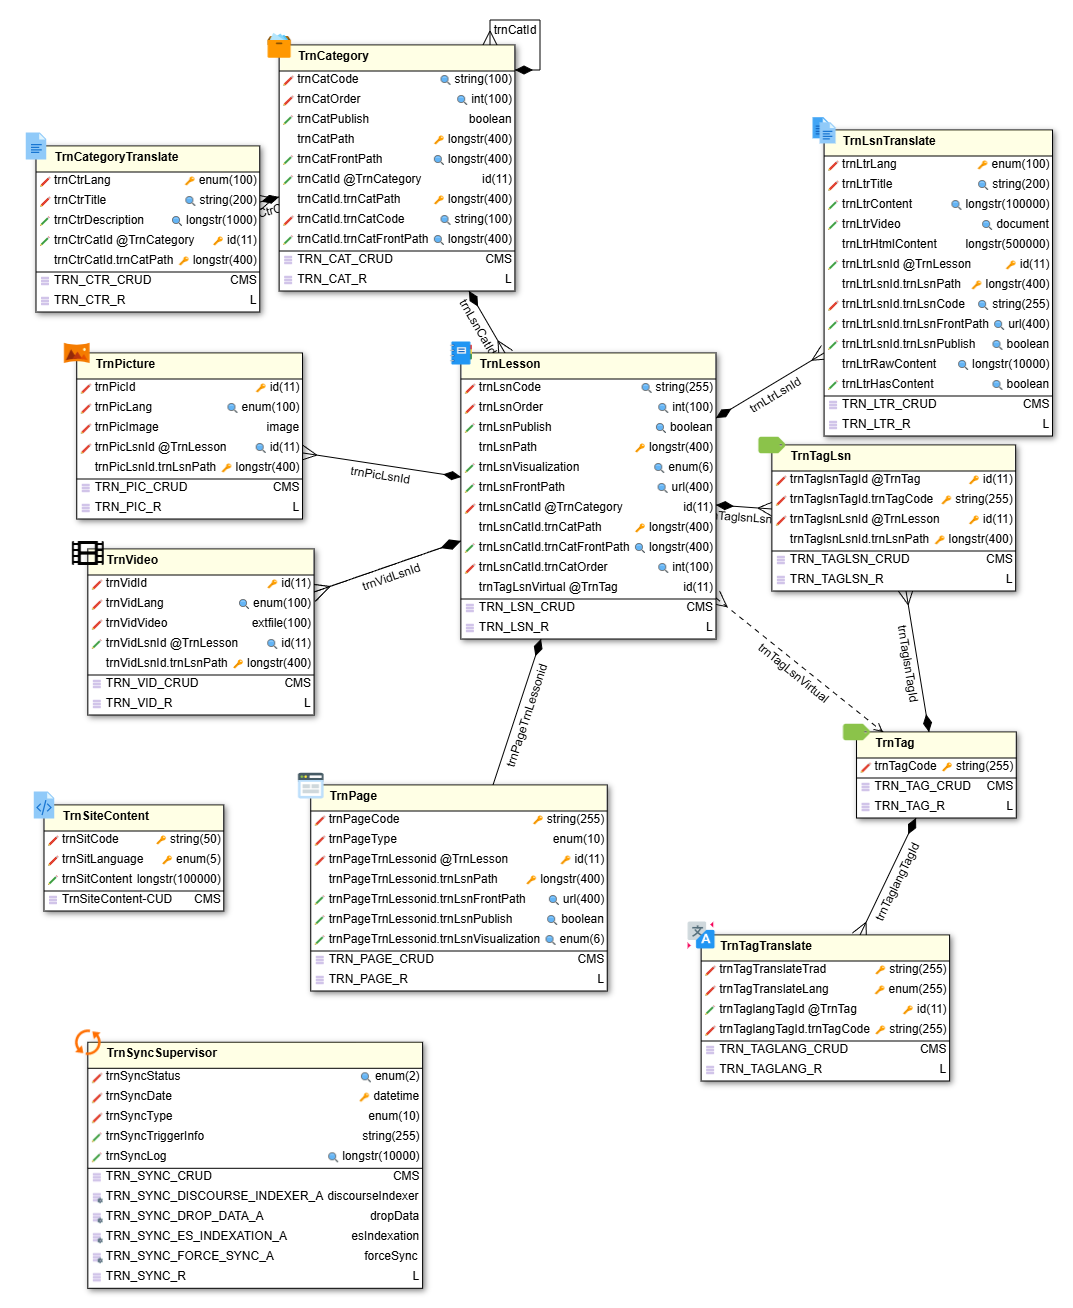 trnCatId
TrnCategory
trnCatCode string(100)
trnCatOrder int(100)
trnCatPublish boolean
trnCatPath longstr(400)
trnCatFrontPath longstr(400)
trnCatId @TrnCategory id(11)
trnCatId.trnCatPath longstr(400)
trnCatId.trnCatCode string(100)
trnCatId.trnCatFrontPath longstr(400)
TRN_CAT_CRUD CMS
TRN_CAT_R L
TrnCategoryTranslate
trnCtrLang enum(100)
trnCtrTitle string(200)
trnCtrDescription longstr(1000)
trnCtrCatId @TrnCategory id(11)
trnCtrCatId.trnCatPath longstr(400)
TRN_CTR_CRUD CMS
TRN_CTR_R L
TrnLsnTranslate
trnLtrLang enum(100)
trnLtrTitle string(200)
trnLtrContent longstr(100000)
trnLtrVideo document
trnLtrHtmlContent longstr(500000)
trnLtrLsnId @TrnLesson id(11)
trnLtrLsnId.trnLsnPath longstr(400)
trnLtrLsnId.trnLsnCode string(255)
trnLtrLsnId.trnLsnFrontPath url(400)
trnLtrLsnId.trnLsnPublish boolean
trnLtrRawContent longstr(10000)
trnLtrHasContent boolean
TRN_LTR_CRUD CMS
TRN_LTR_R L
trnLsnCatId
TrnPicture
trnPicId id(11)
trnPicLang enum(100)
trnPicImage image
trnPicLsnId @TrnLesson id(11)
trnPicLsnId.trnLsnPath longstr(400)
TRN_PIC_CRUD CMS
TRN_PIC_R L
trnPicLsnId
TrnLesson
trnLsnCode string(255)
trnLsnOrder int(100)
trnLsnPublish boolean
trnLsnPath longstr(400)
trnLsnVisualization enum(6)
trnLsnFrontPath url(400)
trnLsnCatId @TrnCategory id(11)
trnLsnCatId.trnCatPath longstr(400)
trnLsnCatId.trnCatFrontPath longstr(400)
trnLsnCatId.trnCatOrder int(100)
trnTagLsnVirtual @TrnTag id(11)
TRN_LSN_CRUD CMS
TRN_LSN_R L
trnLtrLsnId
TrnTagLsn
trnTaglsnTagId @TrnTag id(11)
trnTaglsnTagId.trnTagCode string(255)
trnTaglsnLsnId @TrnLesson id(11)
trnTaglsnLsnId.trnLsnPath longstr(400)
TRN_TAGLSN_CRUD CMS
TRN_TAGLSN_R L
TrnVideo
trnVidId id(11)
trnVidLang enum(100)
trnVidVideo extfile(100)
trnVidLsnId @TrnLesson id(11)
trnVidLsnId.trnLsnPath longstr(400)
TRN_VID_CRUD CMS
TRN_VID_R L
trnVidLsnId
trnTagLsnVirtual
trnTaglsnTagId
trnPageTrnLessonid
TrnTag
trnTagCode string(255)
TRN_TAG_CRUD CMS
TRN_TAG_R L
TrnSiteContent
trnSitCode string(50)
trnSitLanguage enum(5)
trnSitContent longstr(100000)
TrnSiteContent-CUD CMS
TrnPage
trnPageCode string(255)
trnPageType enum(10)
trnPageTrnLessonid @TrnLesson id(11)
trnPageTrnLessonid.trnLsnPath longstr(400)
trnPageTrnLessonid.trnLsnFrontPath url(400)
trnPageTrnLessonid.trnLsnPublish boolean
trnPageTrnLessonid.trnLsnVisualization enum(6)
TRN_PAGE_CRUD CMS
TRN_PAGE_R L
trnTaglangTagId
TrnTagTranslate
trnTagTranslateTrad string(255)
trnTagTranslateLang enum(255)
trnTaglangTagId @TrnTag id(11)
trnTaglangTagId.trnTagCode string(255)
TRN_TAGLANG_CRUD CMS
TRN_TAGLANG_R L
TrnSyncSupervisor
trnSyncStatus enum(2)
trnSyncDate datetime
trnSyncType enum(10)
trnSyncTriggerInfo string(255)
trnSyncLog longstr(10000)
TRN_SYNC_CRUD CMS
TRN_SYNC_DISCOURSE_INDEXER_A discourseIndexer
TRN_SYNC_DROP_DATA_A dropData
TRN_SYNC_ES_INDEXATION_A esIndexation
TRN_SYNC_FORCE_SYNC_A forceSync
TRN_SYNC_R L